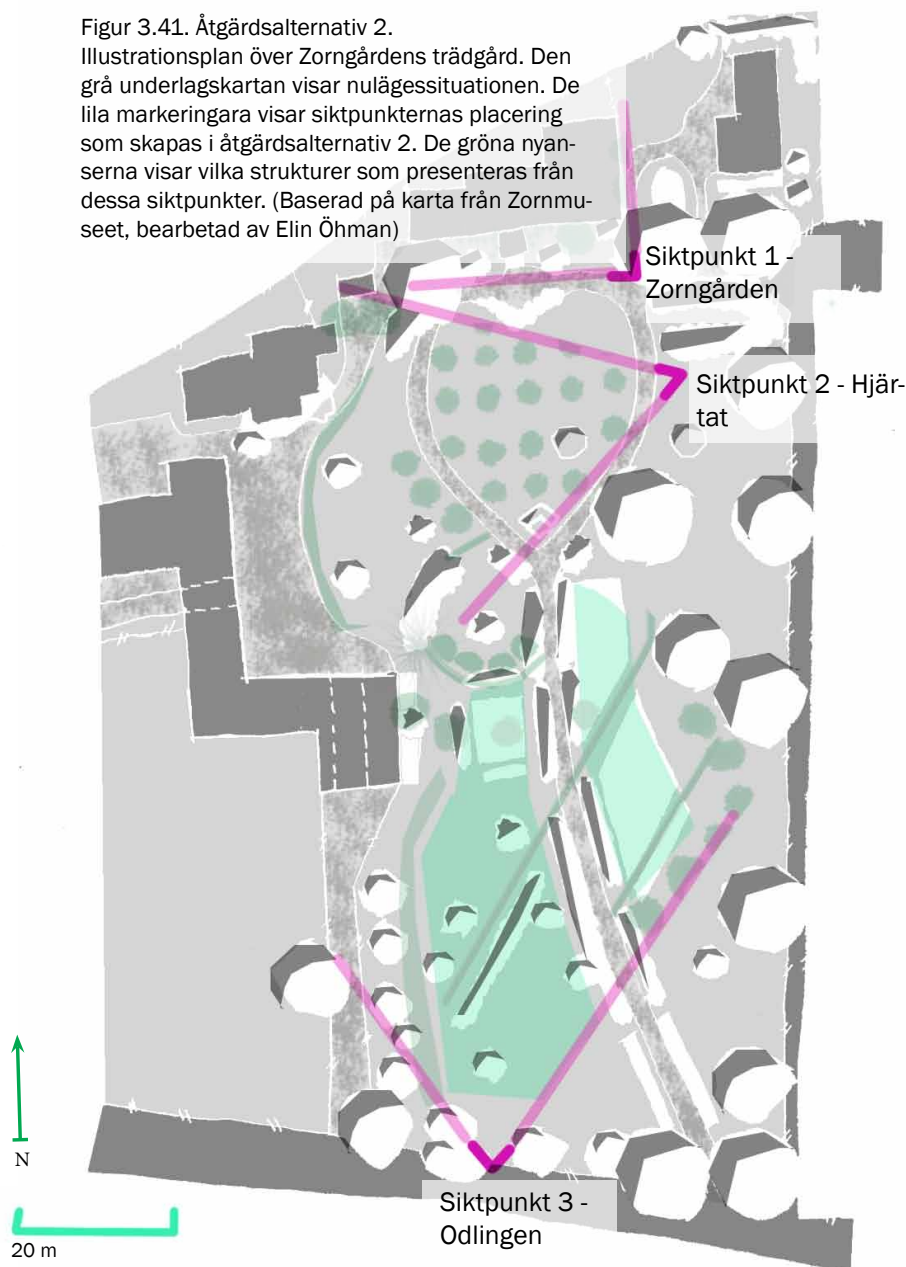 Figur 3.41. Åtgärdsalternativ 2.
Illustrationsplan över Zorngårdens trädgård. Den
grå underlagskartan visar nulägessituationen. De
lila markeringara visar siktpunkternas placering
som skapas i åtgärdsalternativ 2. De gröna nyan-
serna visar vilka strukturer som presenteras från
dessa siktpunkter. (Baserad på karta från Zornmu-
seet, bearbetad av Elin Öhman)
Siktpunkt 1 -
Zorngården
Siktpunkt 2 - Hjär-
tat
Siktpunkt 3 -
Odlingen
N
20 m